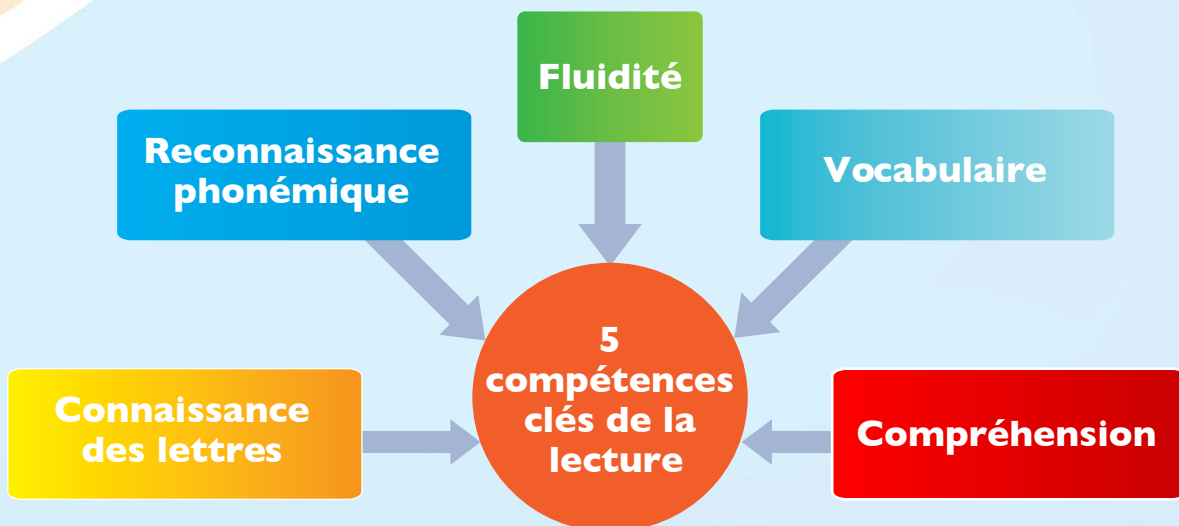 Fluidité
Reconnaissance
phonémique
Vocabulaire
5
compétences
clés de la
lecture
Connaissance
des lettres
Compréhension